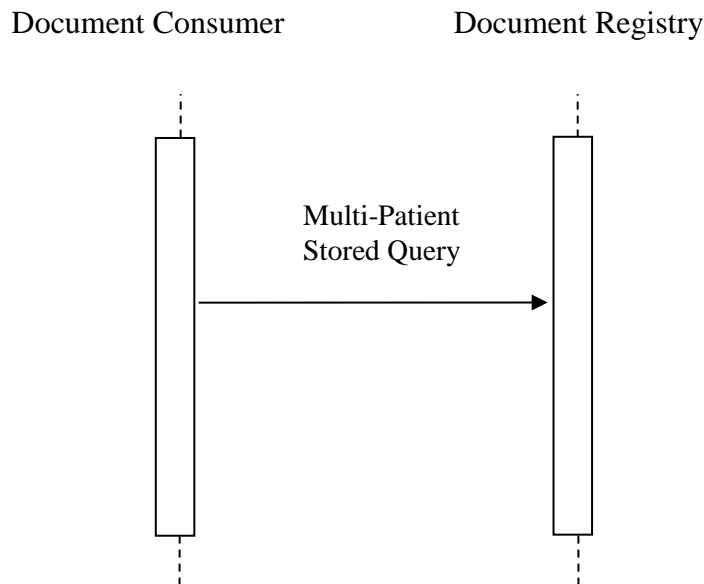 Document Consumer
Document Registry
Multi-Patient
Stored Query